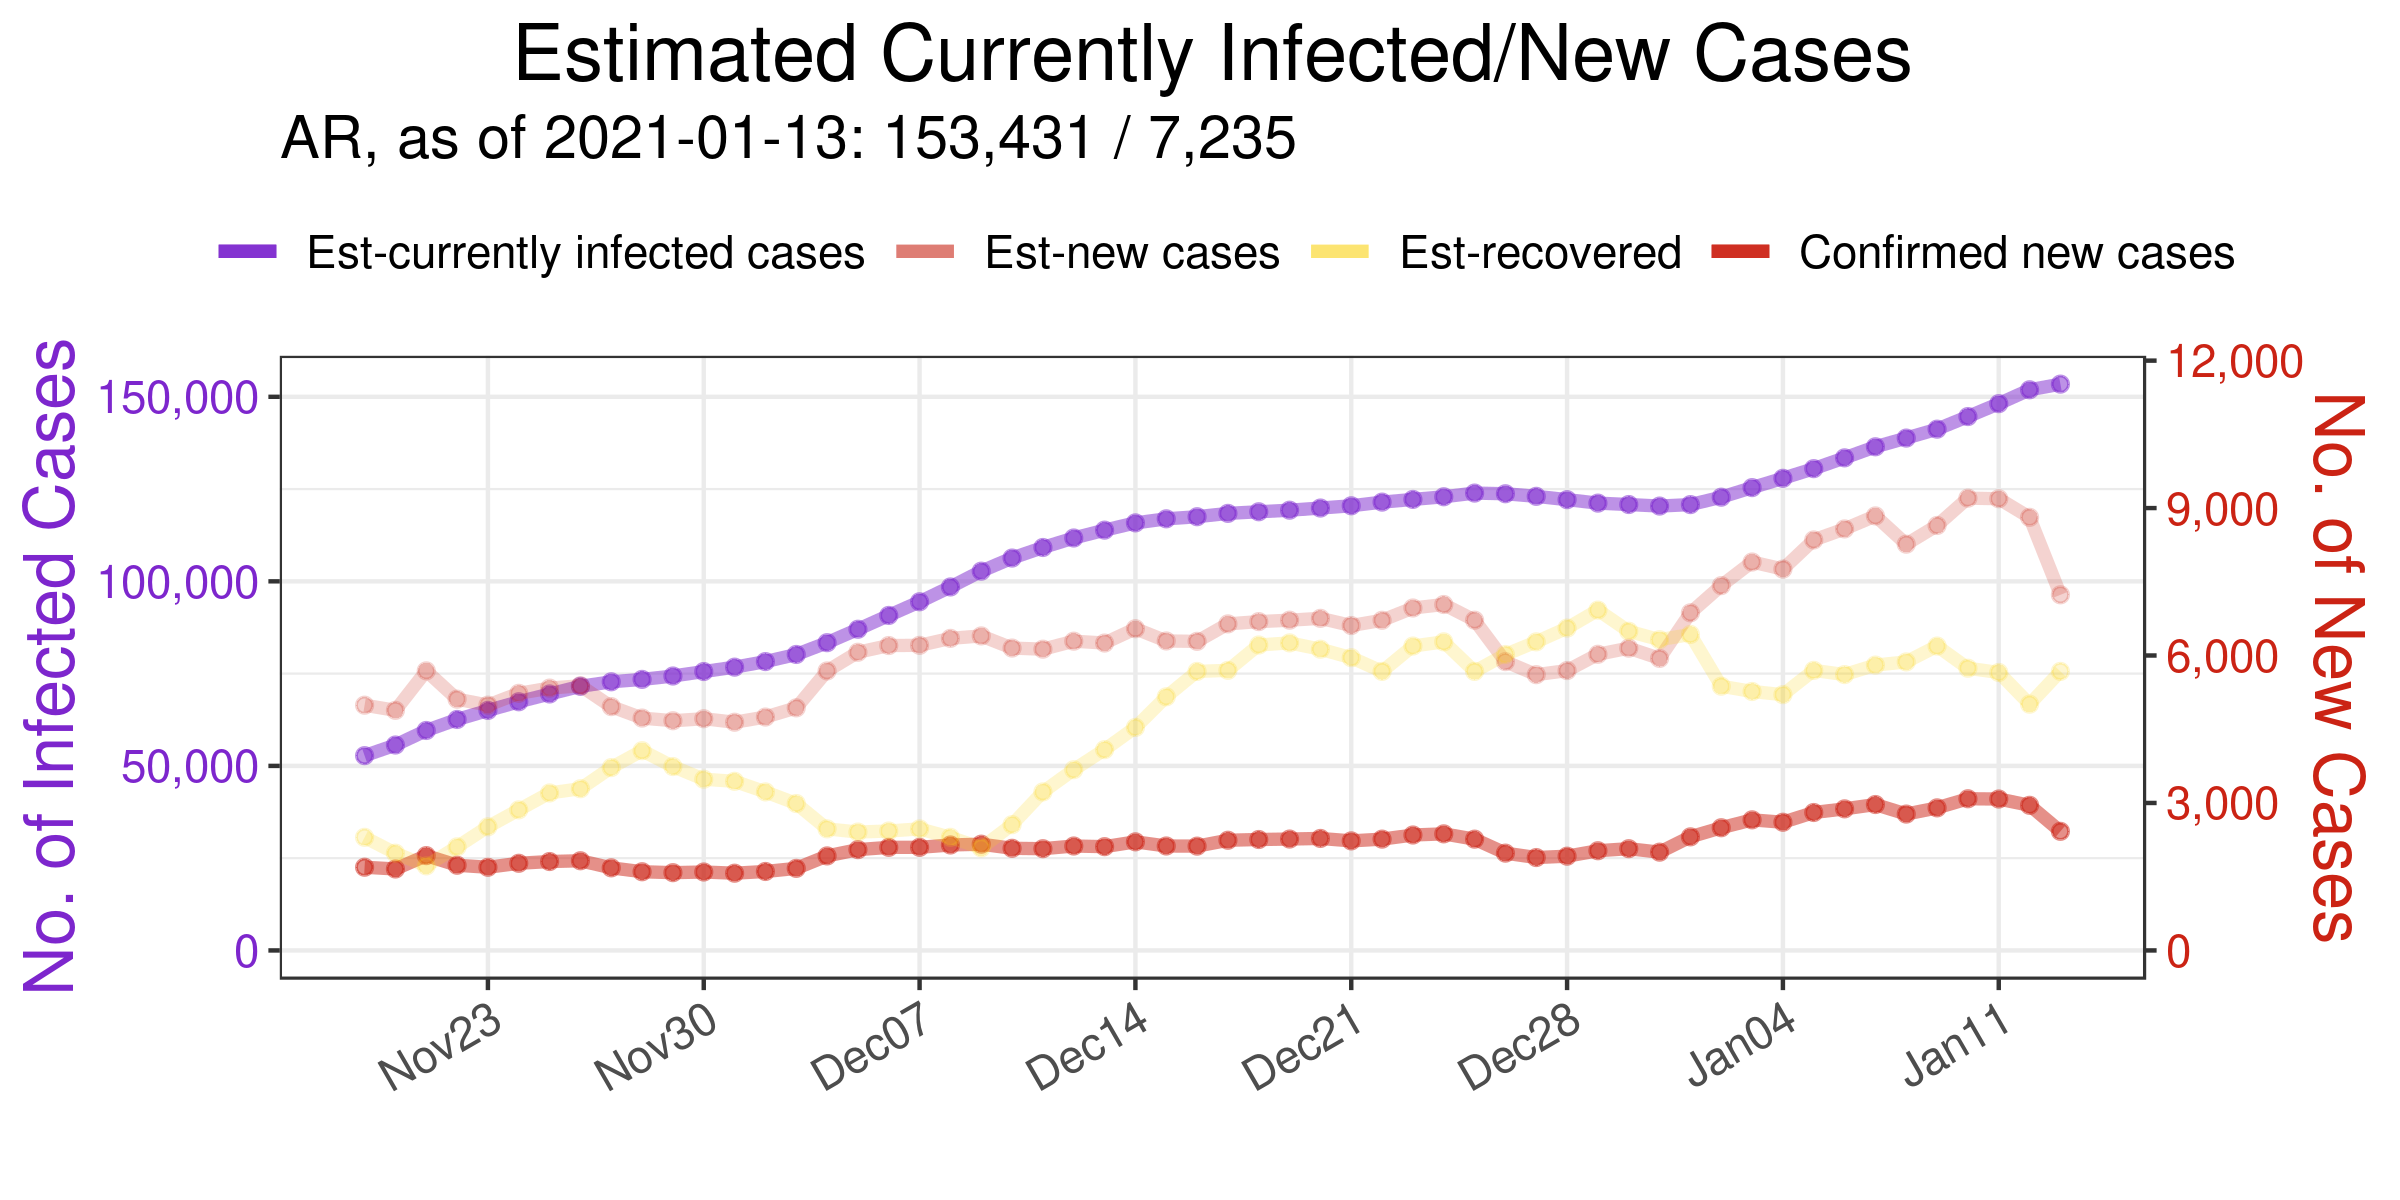 Estimated Currently Infected/New Cases
AR, as of 2021-01-13: 153,431 / 7,235
Est-currently infected cases Est-new cases Est-recovered Confirmed new cases
No. of Infected Cases
150,000
100,000
50,000
0
12,000
9,000
6,000
3,000
0
No. of New Cases
Nov23 Nov30 Dec07 Dec14 Dec21 Dec28 Jan04 Jan11